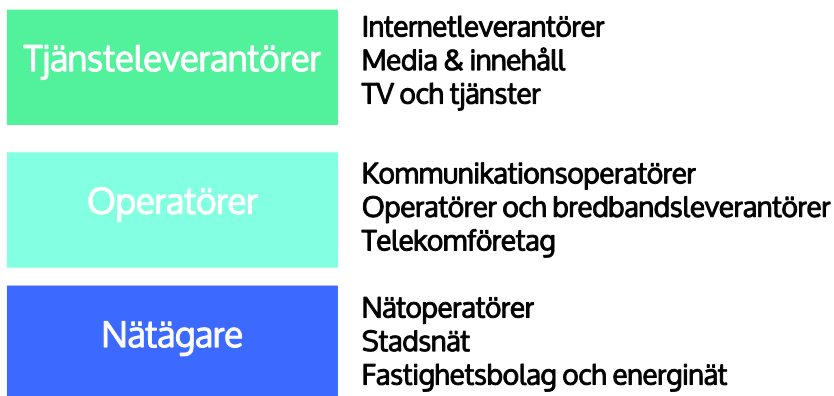 Tjänsteleverantörer
Internetleverantörer
Media & innehåll
TV och tjänster
Operatörer
Kommunikationsoperatörer
Operatörer och bredbandsleverantörer
Telekomföretag
Nätägare
Nätoperatörer
Stadsnät
Fastighetsbolag och energinät